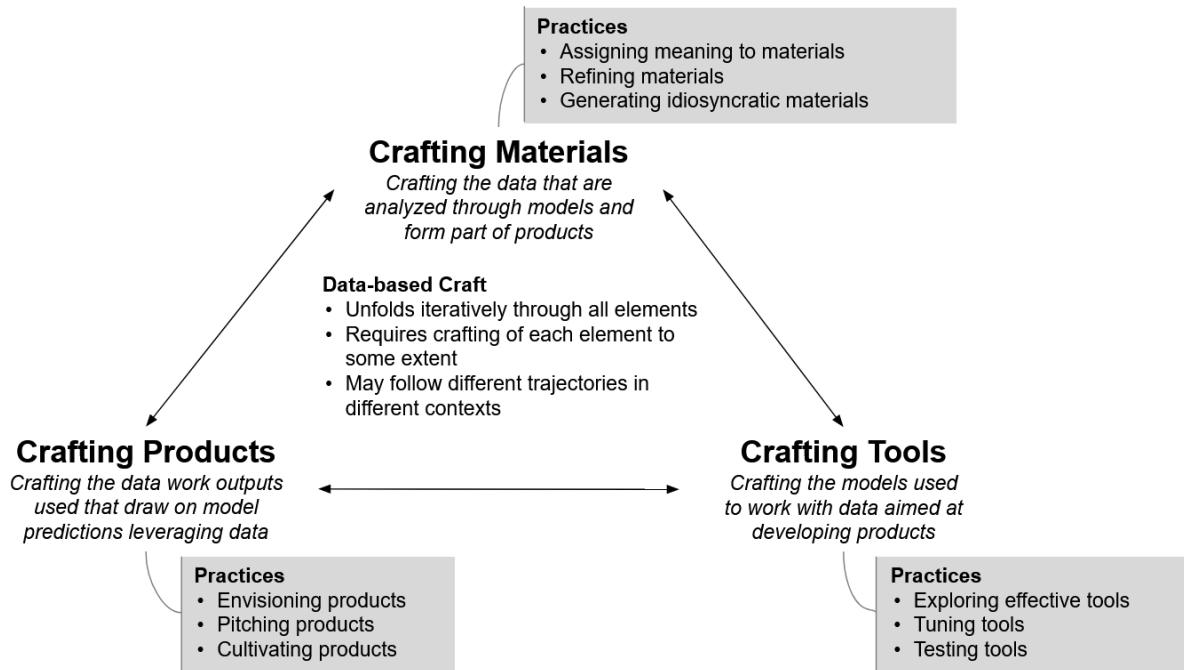 Practices
• Assigning meaning to materials
• Refining materials
• Generating idiosyncratic materials
Crafting Materials
Crafting the data that are
analyzed through models and
form part of products
Data-based Craft
• Unfolds iteratively through all elements
• Requires crafting of each element to
some extent
• May follow different trajectories in
different contexts
Crafting Products
Crafting the data work outputs
used that draw on model
predictions leveraging data
Practices
• Envisioning products
• Pitching products
• Cultivating products
Crafting Tools
Crafting the models used
to work with data aimed at
developing products
Practices
• Exploring effective tools
• Tuning tools
• Testing tools